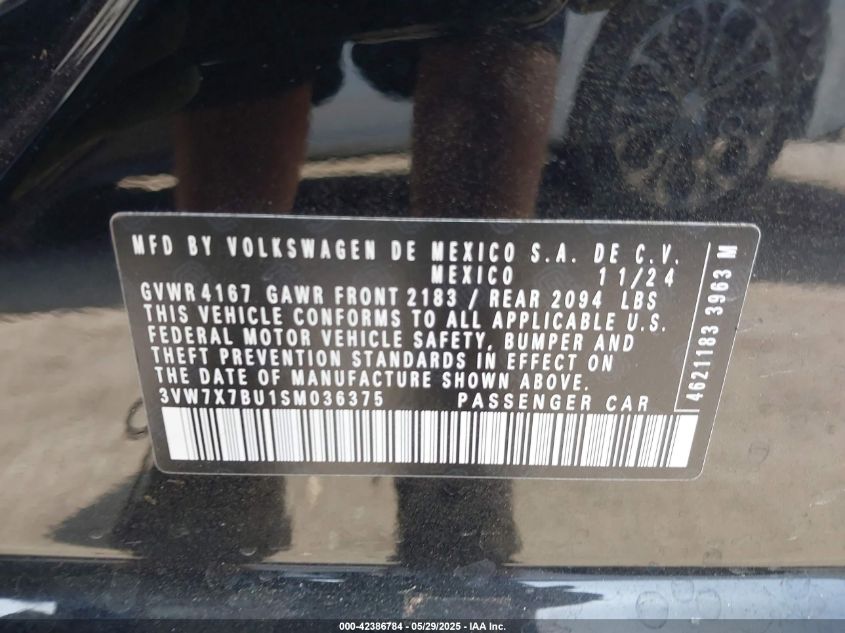 MFD BY VOLKSWAGEN DE MEXICO S.A. DE C.V.
MEXICO 11/24
GVWR 4167 GAWR FRONT 2183 / REAR 2094 LBS
THIS VEHICLE CONFORMS TO ALL APPLICABLE U.S.
FEDERAL MOTOR VEHICLE SAFETY, BUMPER AND
THEFT PREVENTION STANDARDS IN EFFECT ON
THE DATE OF MANUFACTURE SHOWN ABOVE.
3VW7X7BU1SM036375 PASSENGER CAR
4621183 3963 M
000-42386784 - 05/29/2025 - IAA Inc.